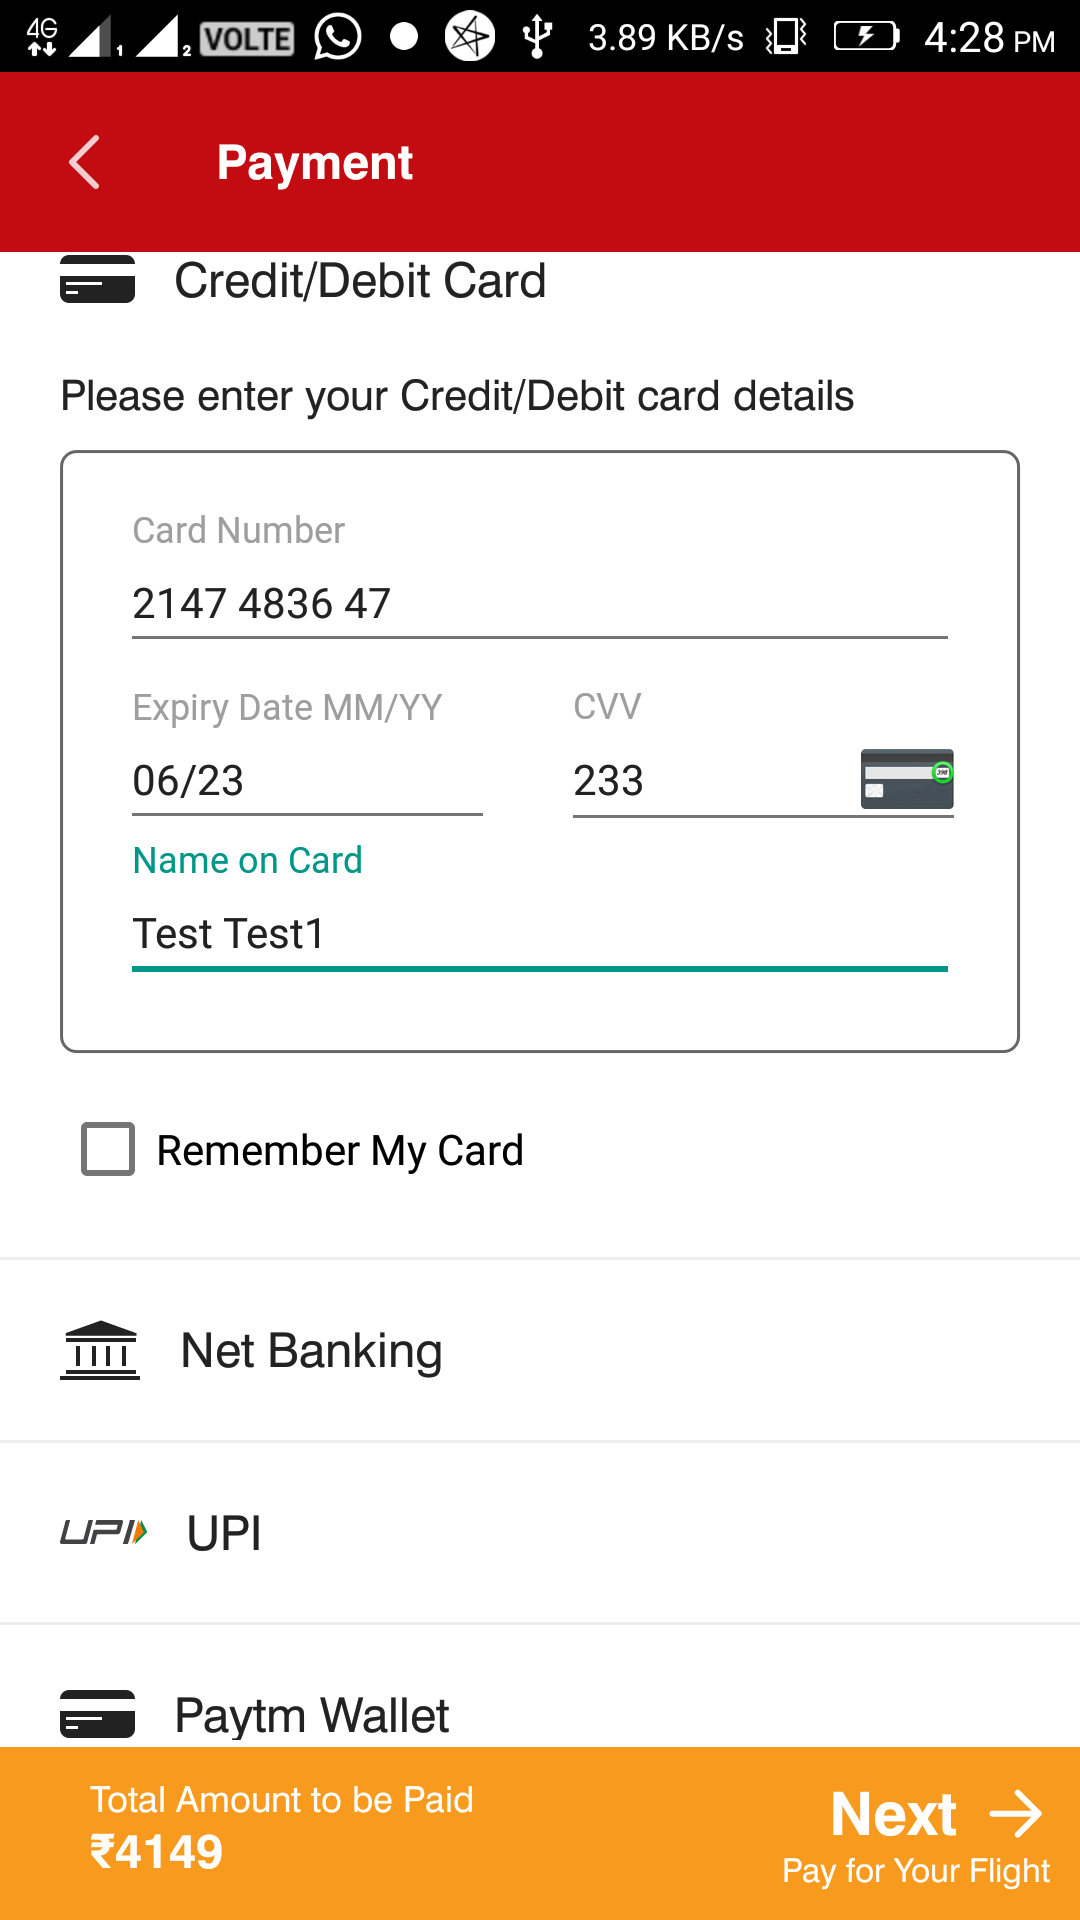 4G 1 2 VOLTE 3.89 KB/s 4:28 PM
Payment
Credit/Debit Card
Please enter your Credit/Debit card details
Card Number
2147 4836 47
Expiry Date MM/YY CVV
06/23 233
398
Name on Card
Test Test1
Remember My Card
Net Banking
UPI UPI
Paytm Wallet
Total Amount to be Paid
₹4149
Next
Pay for Your Flight